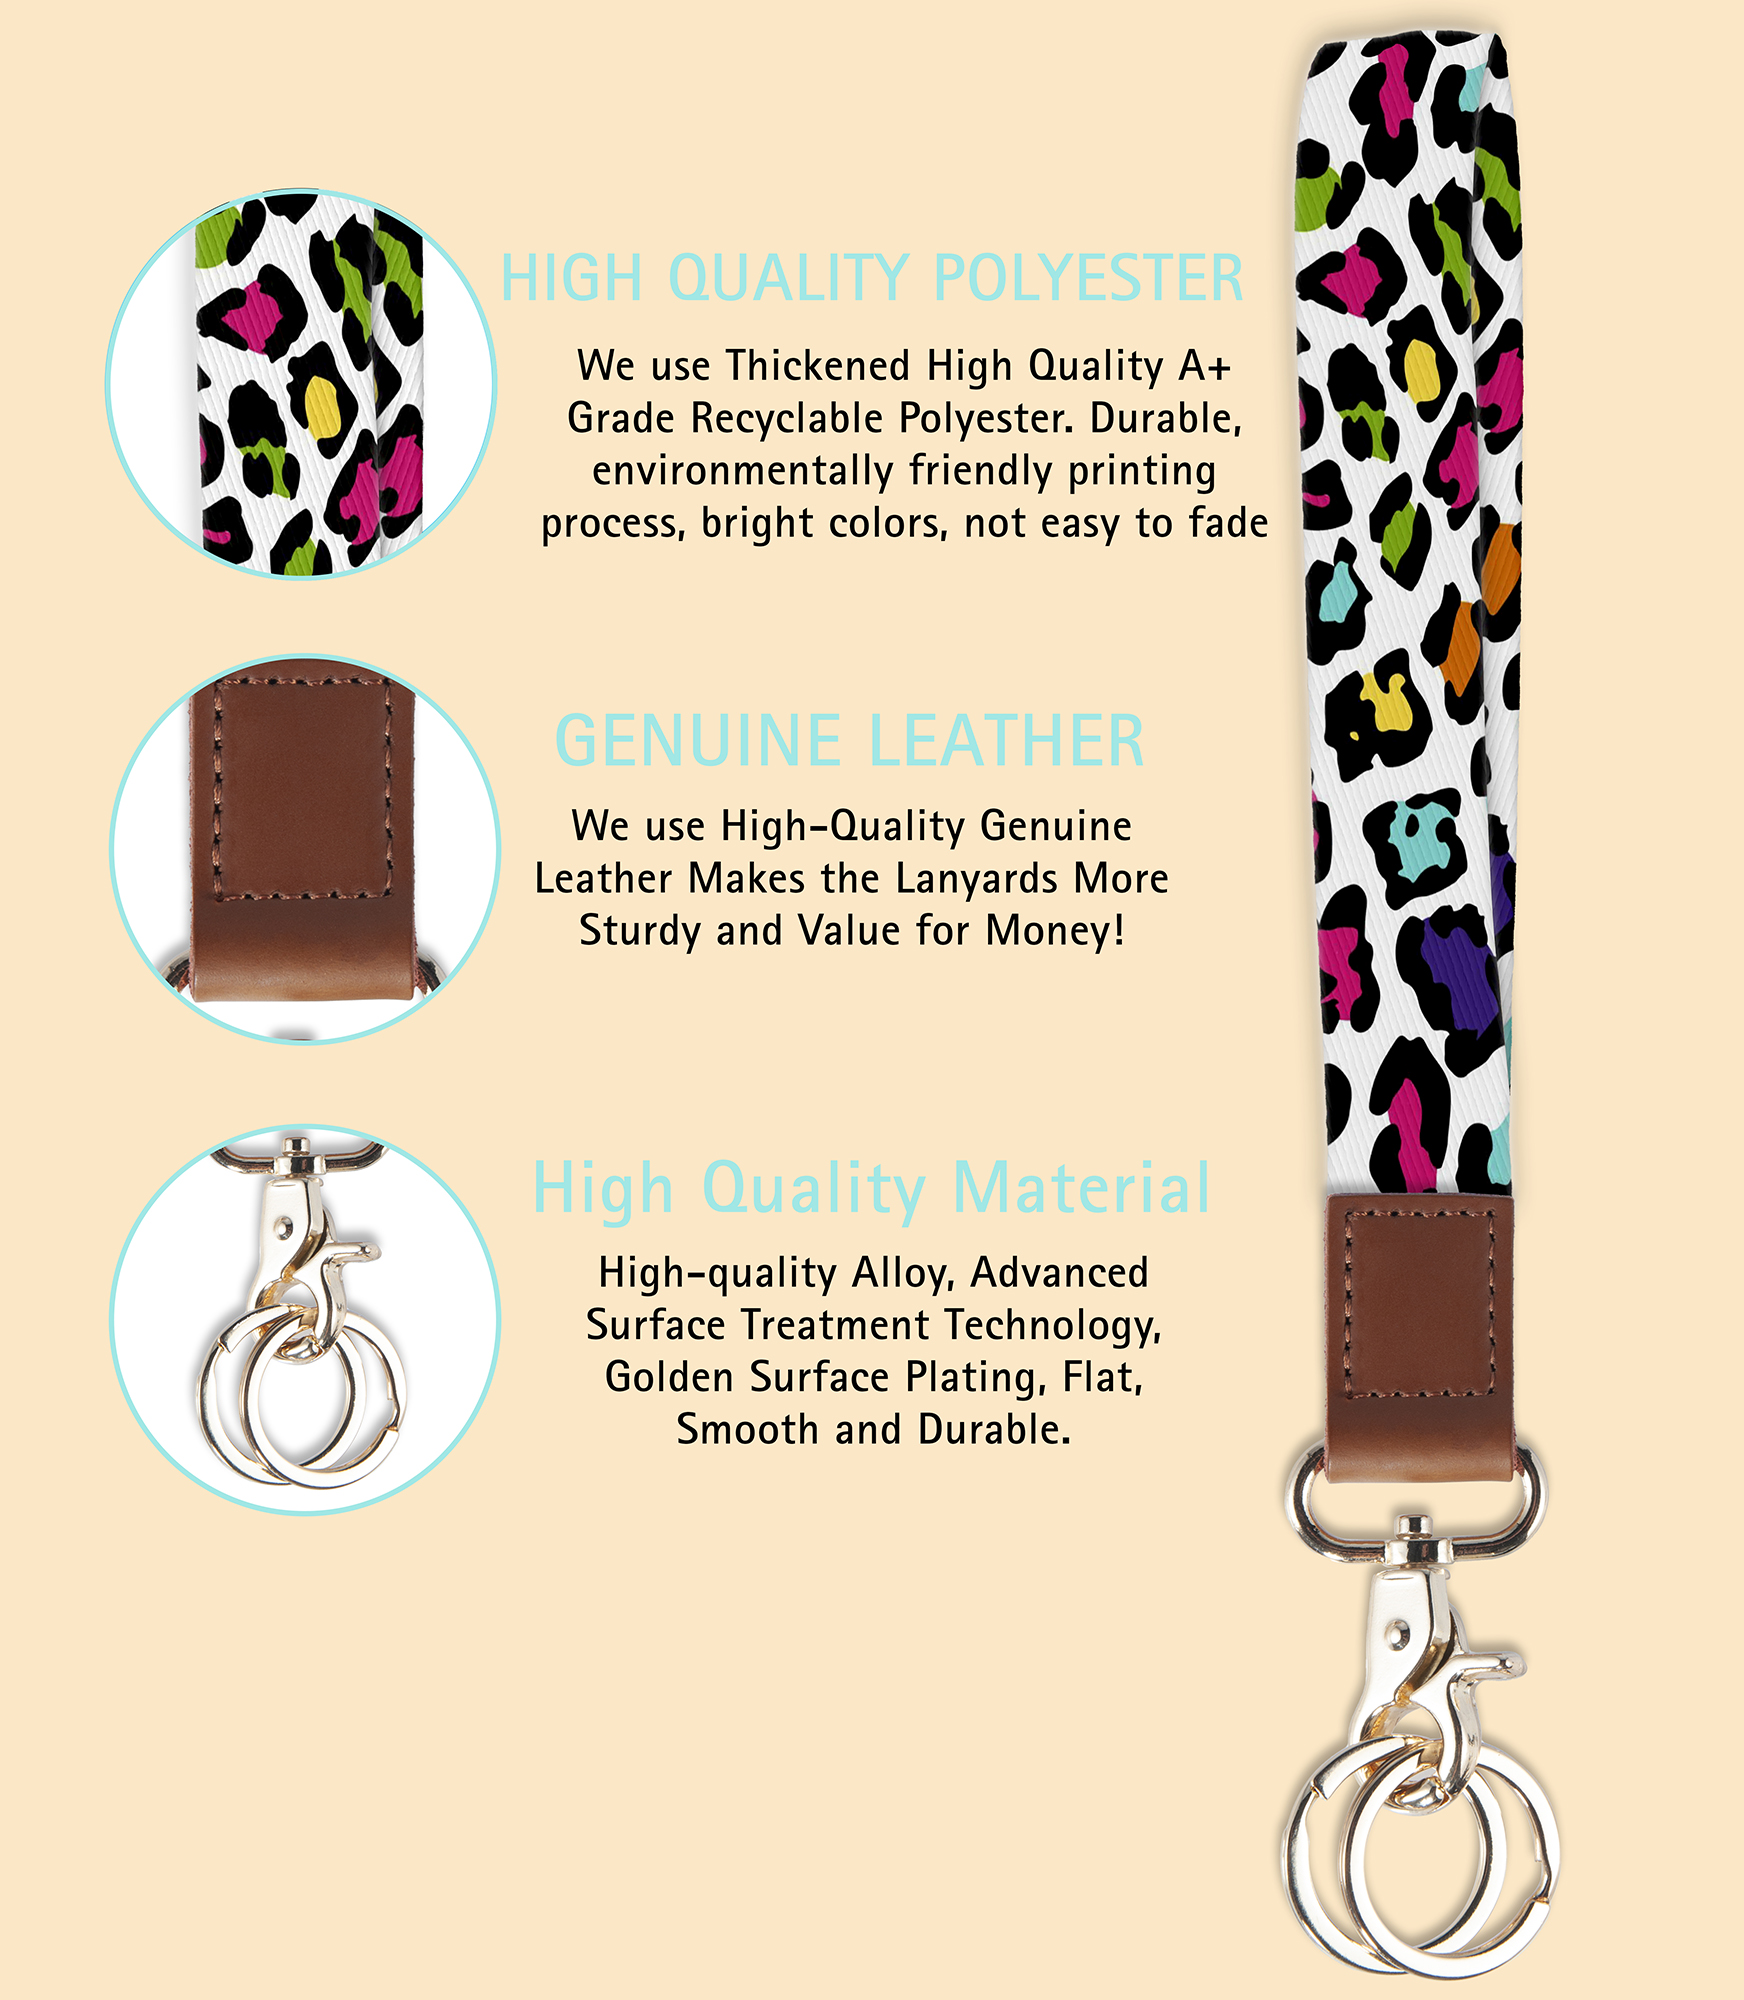 HIGH QUALITY POLYESTER
We use Thickened High Quality A+
Grade Recyclable Polyester. Durable,
environmentally friendly printing
process, bright colors, not easy to fade
GENUINE LEATHER
We use High-Quality Genuine
Leather Makes the Lanyards More
Sturdy and Value for Money!
High Quality Material
High-quality Alloy, Advanced
Surface Treatment Technology,
Golden Surface Plating, Flat,
Smooth and Durable.